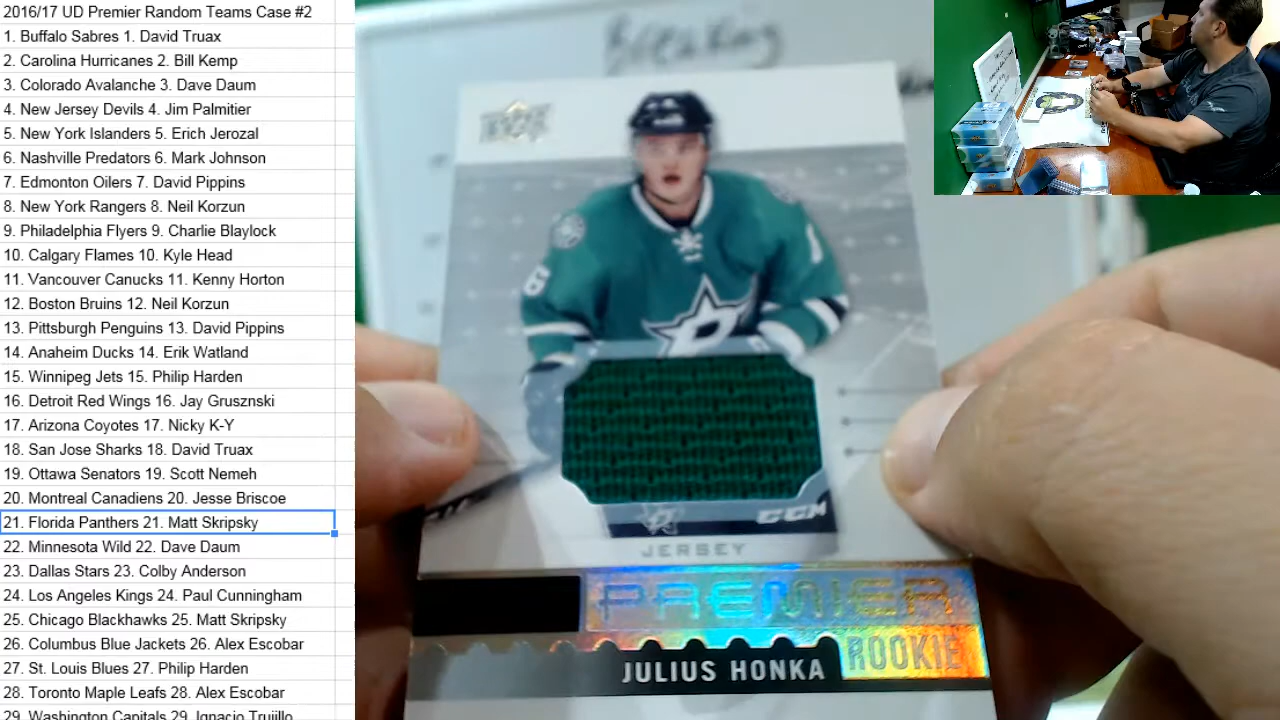 2016/17 UD Premier Random Teams Case #2
1. Buffalo Sabres 1. David Truax
2. Carolina Hurricanes 2. Bill Kemp
3. Colorado Avalanche 3. Dave Daum
4. New Jersey Devils 4. Jim Palmitier
5. New York Islanders 5. Erich Jerozal
6. Nashville Predators 6. Mark Johnson
7. Edmonton Oilers 7. David Pippins
8. New York Rangers 8. Neil Korzun
9. Philadelphia Flyers 9. Charlie Blaylock
10. Calgary Flames 10. Kyle Head
11. Vancouver Canucks 11. Kenny Horton
12. Boston Bruins 12. Neil Korzun
13. Pittsburgh Penguins 13. David Pippins
14. Anaheim Ducks 14. Erik Watland
15. Winnipeg Jets 15. Philip Harden
16. Detroit Red Wings 16. Jay Grusznski
17. Arizona Coyotes 17. Nicky K-Y
18. San Jose Sharks 18. David Truax
19. Ottawa Senators 19. Scott Nemeh
20. Montreal Canadiens 20. Jesse Briscoe
21. Florida Panthers 21. Matt Skripsky
22. Minnesota Wild 22. Dave Daum
23. Dallas Stars 23. Colby Anderson
24. Los Angeles Kings 24. Paul Cunningham
25. Chicago Blackhawks 25. Matt Skripsky
26. Columbus Blue Jackets 26. Alex Escobar
27. St. Louis Blues 27. Philip Harden
28. Toronto Maple Leafs 28. Alex Escobar
29. Washington Capitals 29. Ignacio Trujillo
Breaking
6
CCM
JERSEY
PREMIER
ROOKIE
JULIUS HONKA